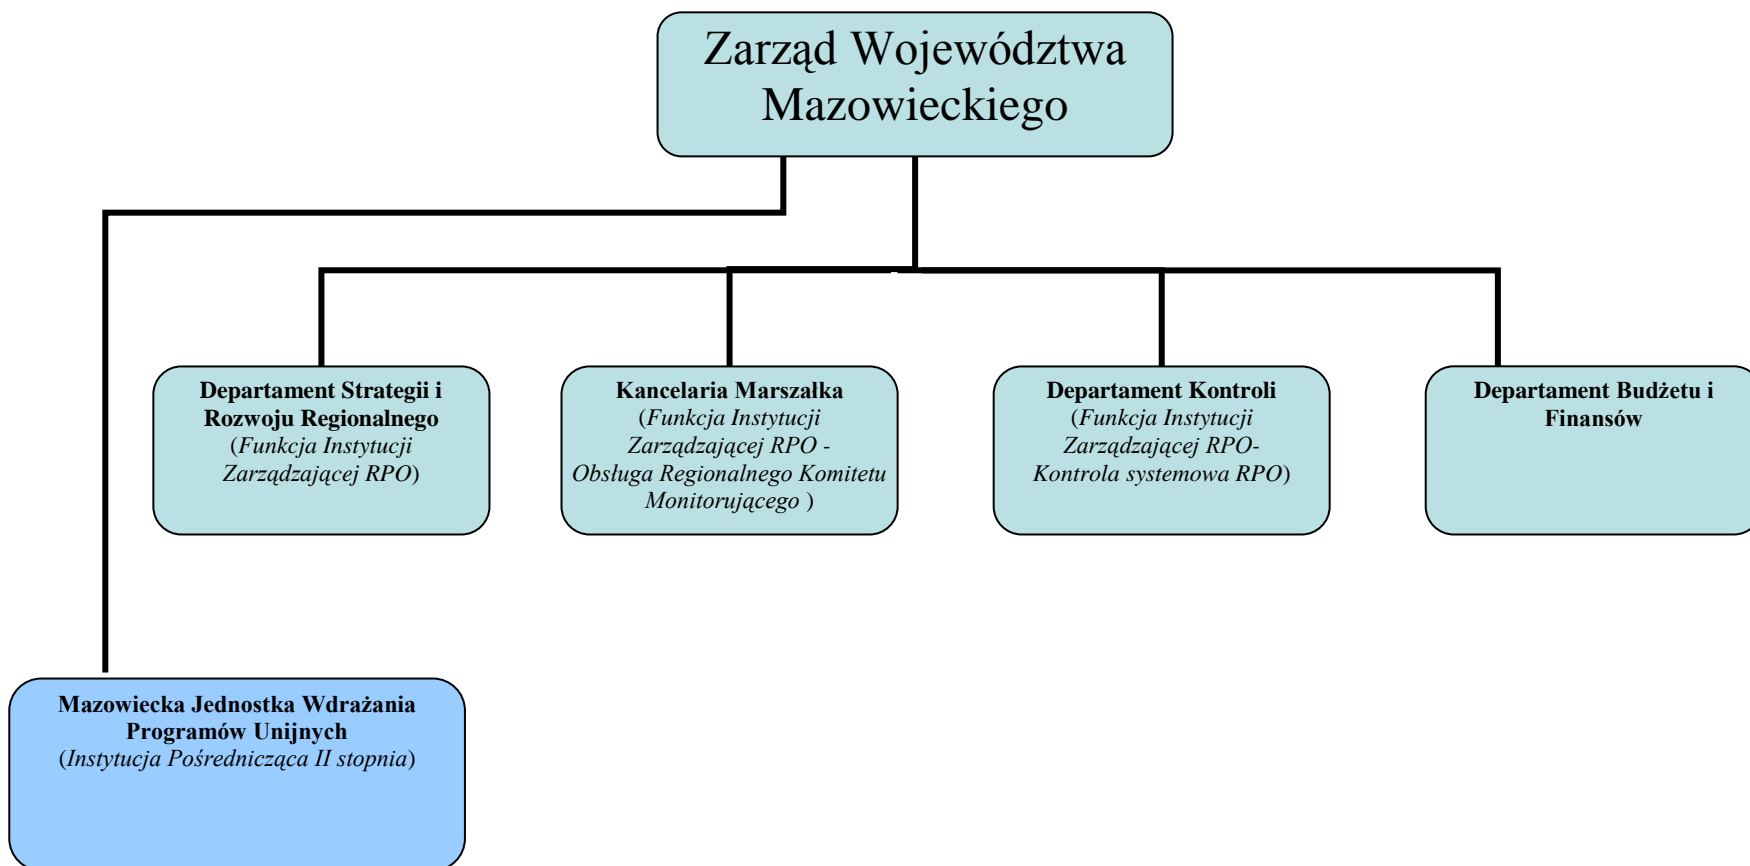 Zarząd Województwa
Mazowieckiego
Departament Strategii i
Rozwoju Regionalnego
(Funkcja Instytucji
Zarządzającej RPO)
Kancelaria Marszałka
(Funkcja Instytucji
Zarządzającej RPO -
Obsługa Regionalnego Komitetu
Monitorującego )
Departament Kontroli
(Funkcja Instytucji
Zarządzającej RPO-
Kontrola systemowa RPO)
Departament Budżetu i
Finansów
Mazowiecka Jednostka Wdrażania
Programów Unijnych
(Instytucja Pośrednicząca II stopnia)